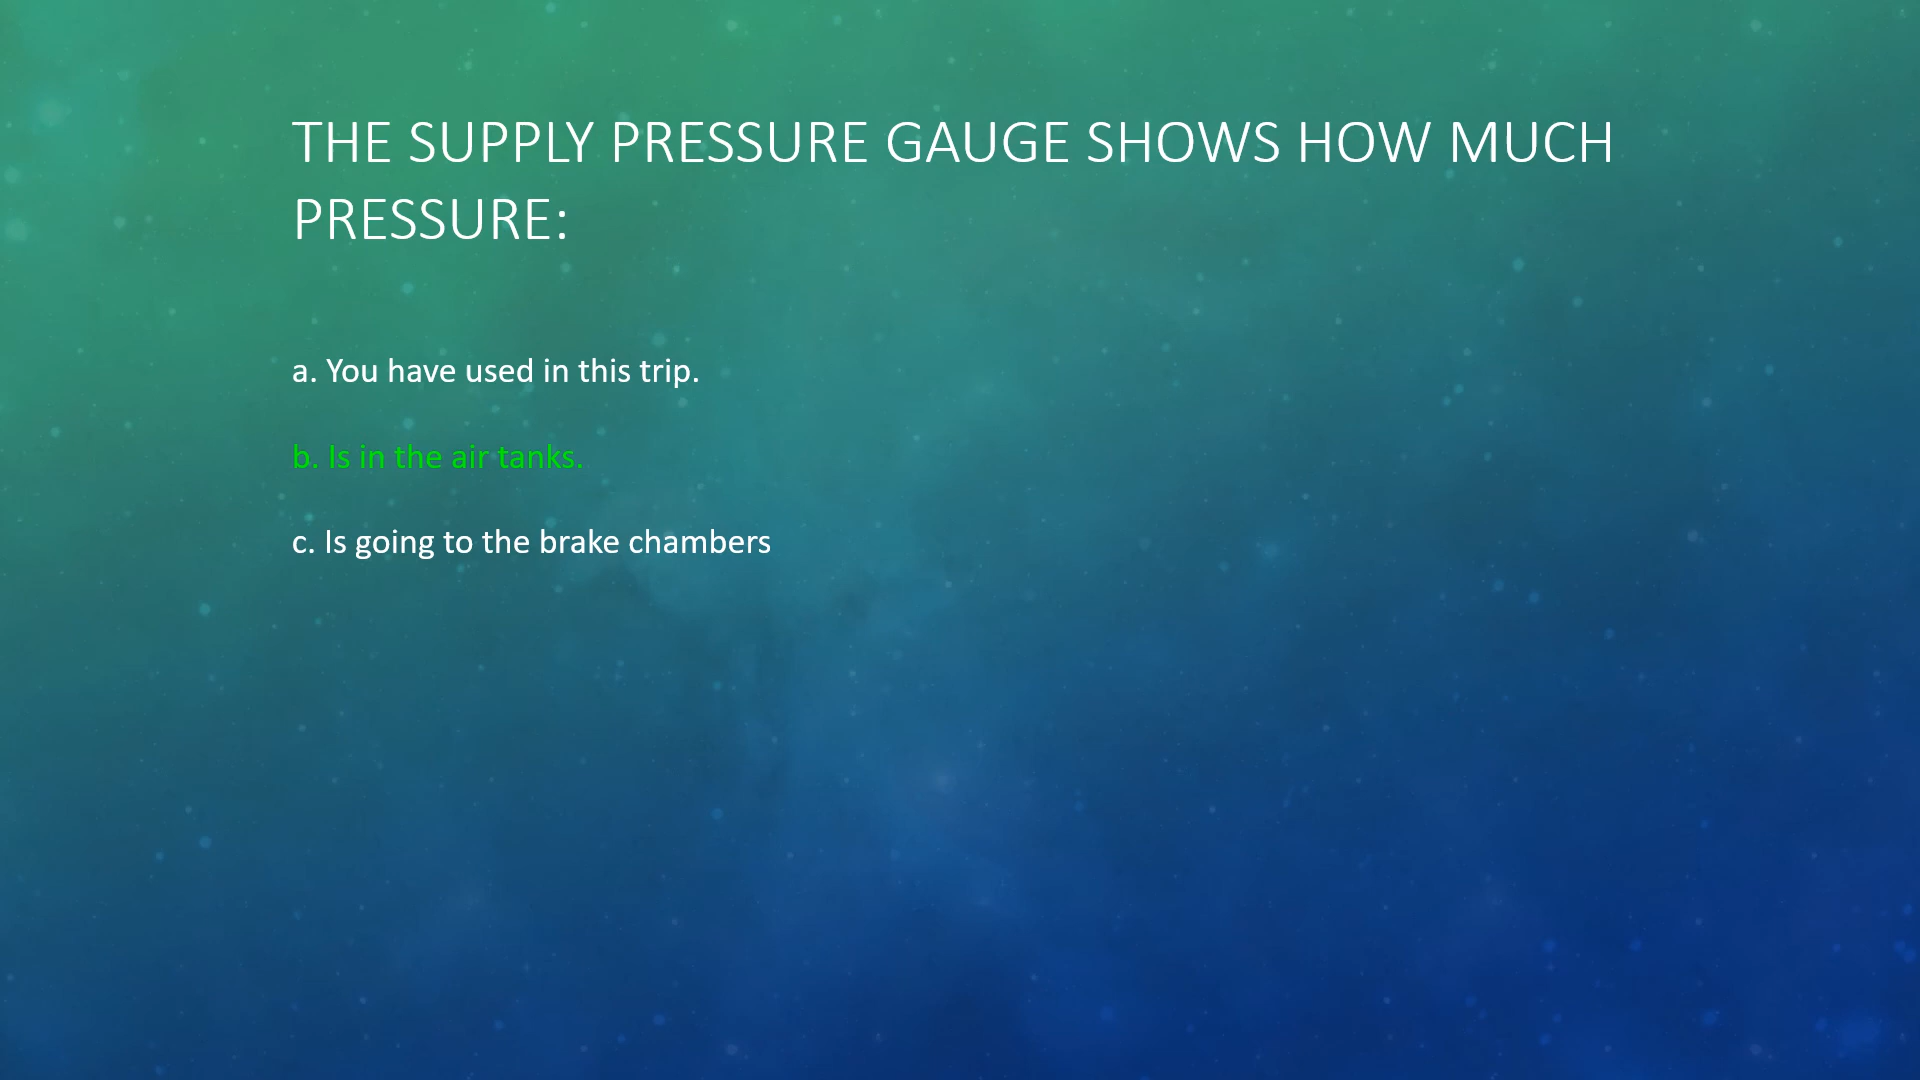 THE SUPPLY PRESSURE GAUGE SHOWS HOW MUCH
PRESSURE:
a. You have used in this trip.
b. Is in the air tanks.
c. Is going to the brake chambers